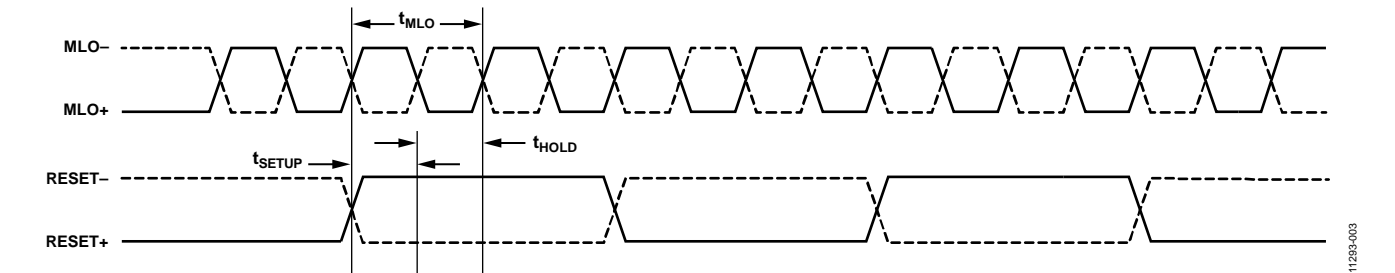 tMLO
MLO–
MLO+
tHOLD
tSETUP
RESET–
RESET+
11293-003